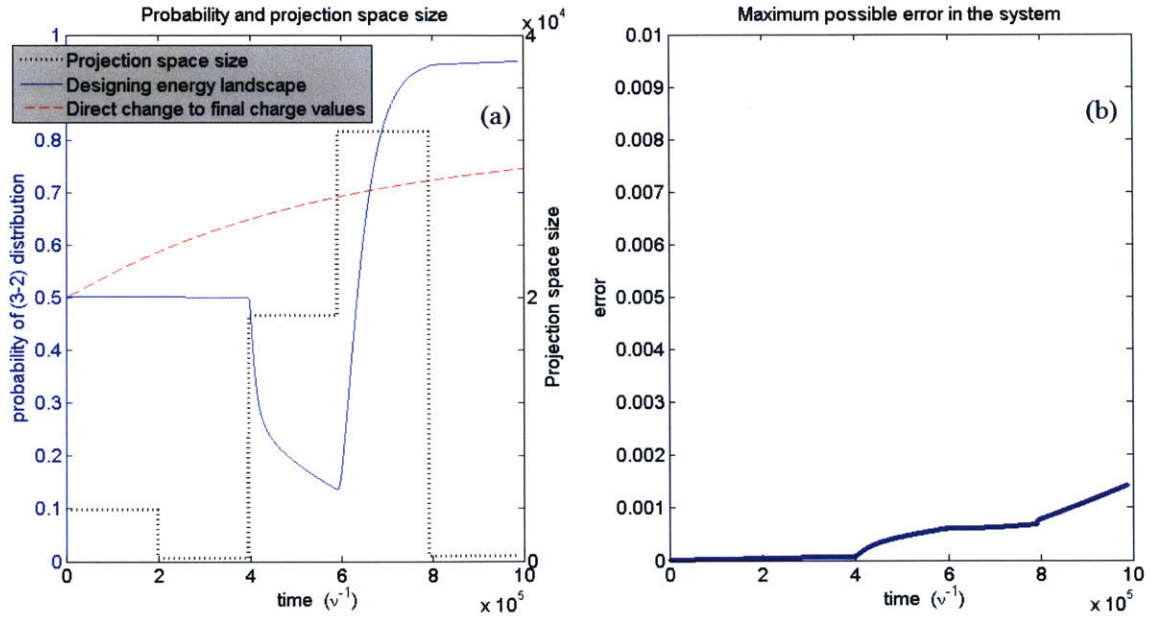 Probability and projection space size
x 10^4
1
4
Projection space size
Designing energy landscape
Direct change to final charge values
(a)
0.8
0.7
0.6
0.5
2
0.4
0.3
0.2
0.1
0
0
probability of (3-2) distribution
Projection space size
0 2 4 6 8 10
time (ν^-1)
x 10^5
Maximum possible error in the system
0.01
0.009
(b)
0.008
0.007
0.006
0.005
0.004
0.003
0.002
0.001
0
error
0 2 4 6 8 10
time (ν^-1)
x 10^5